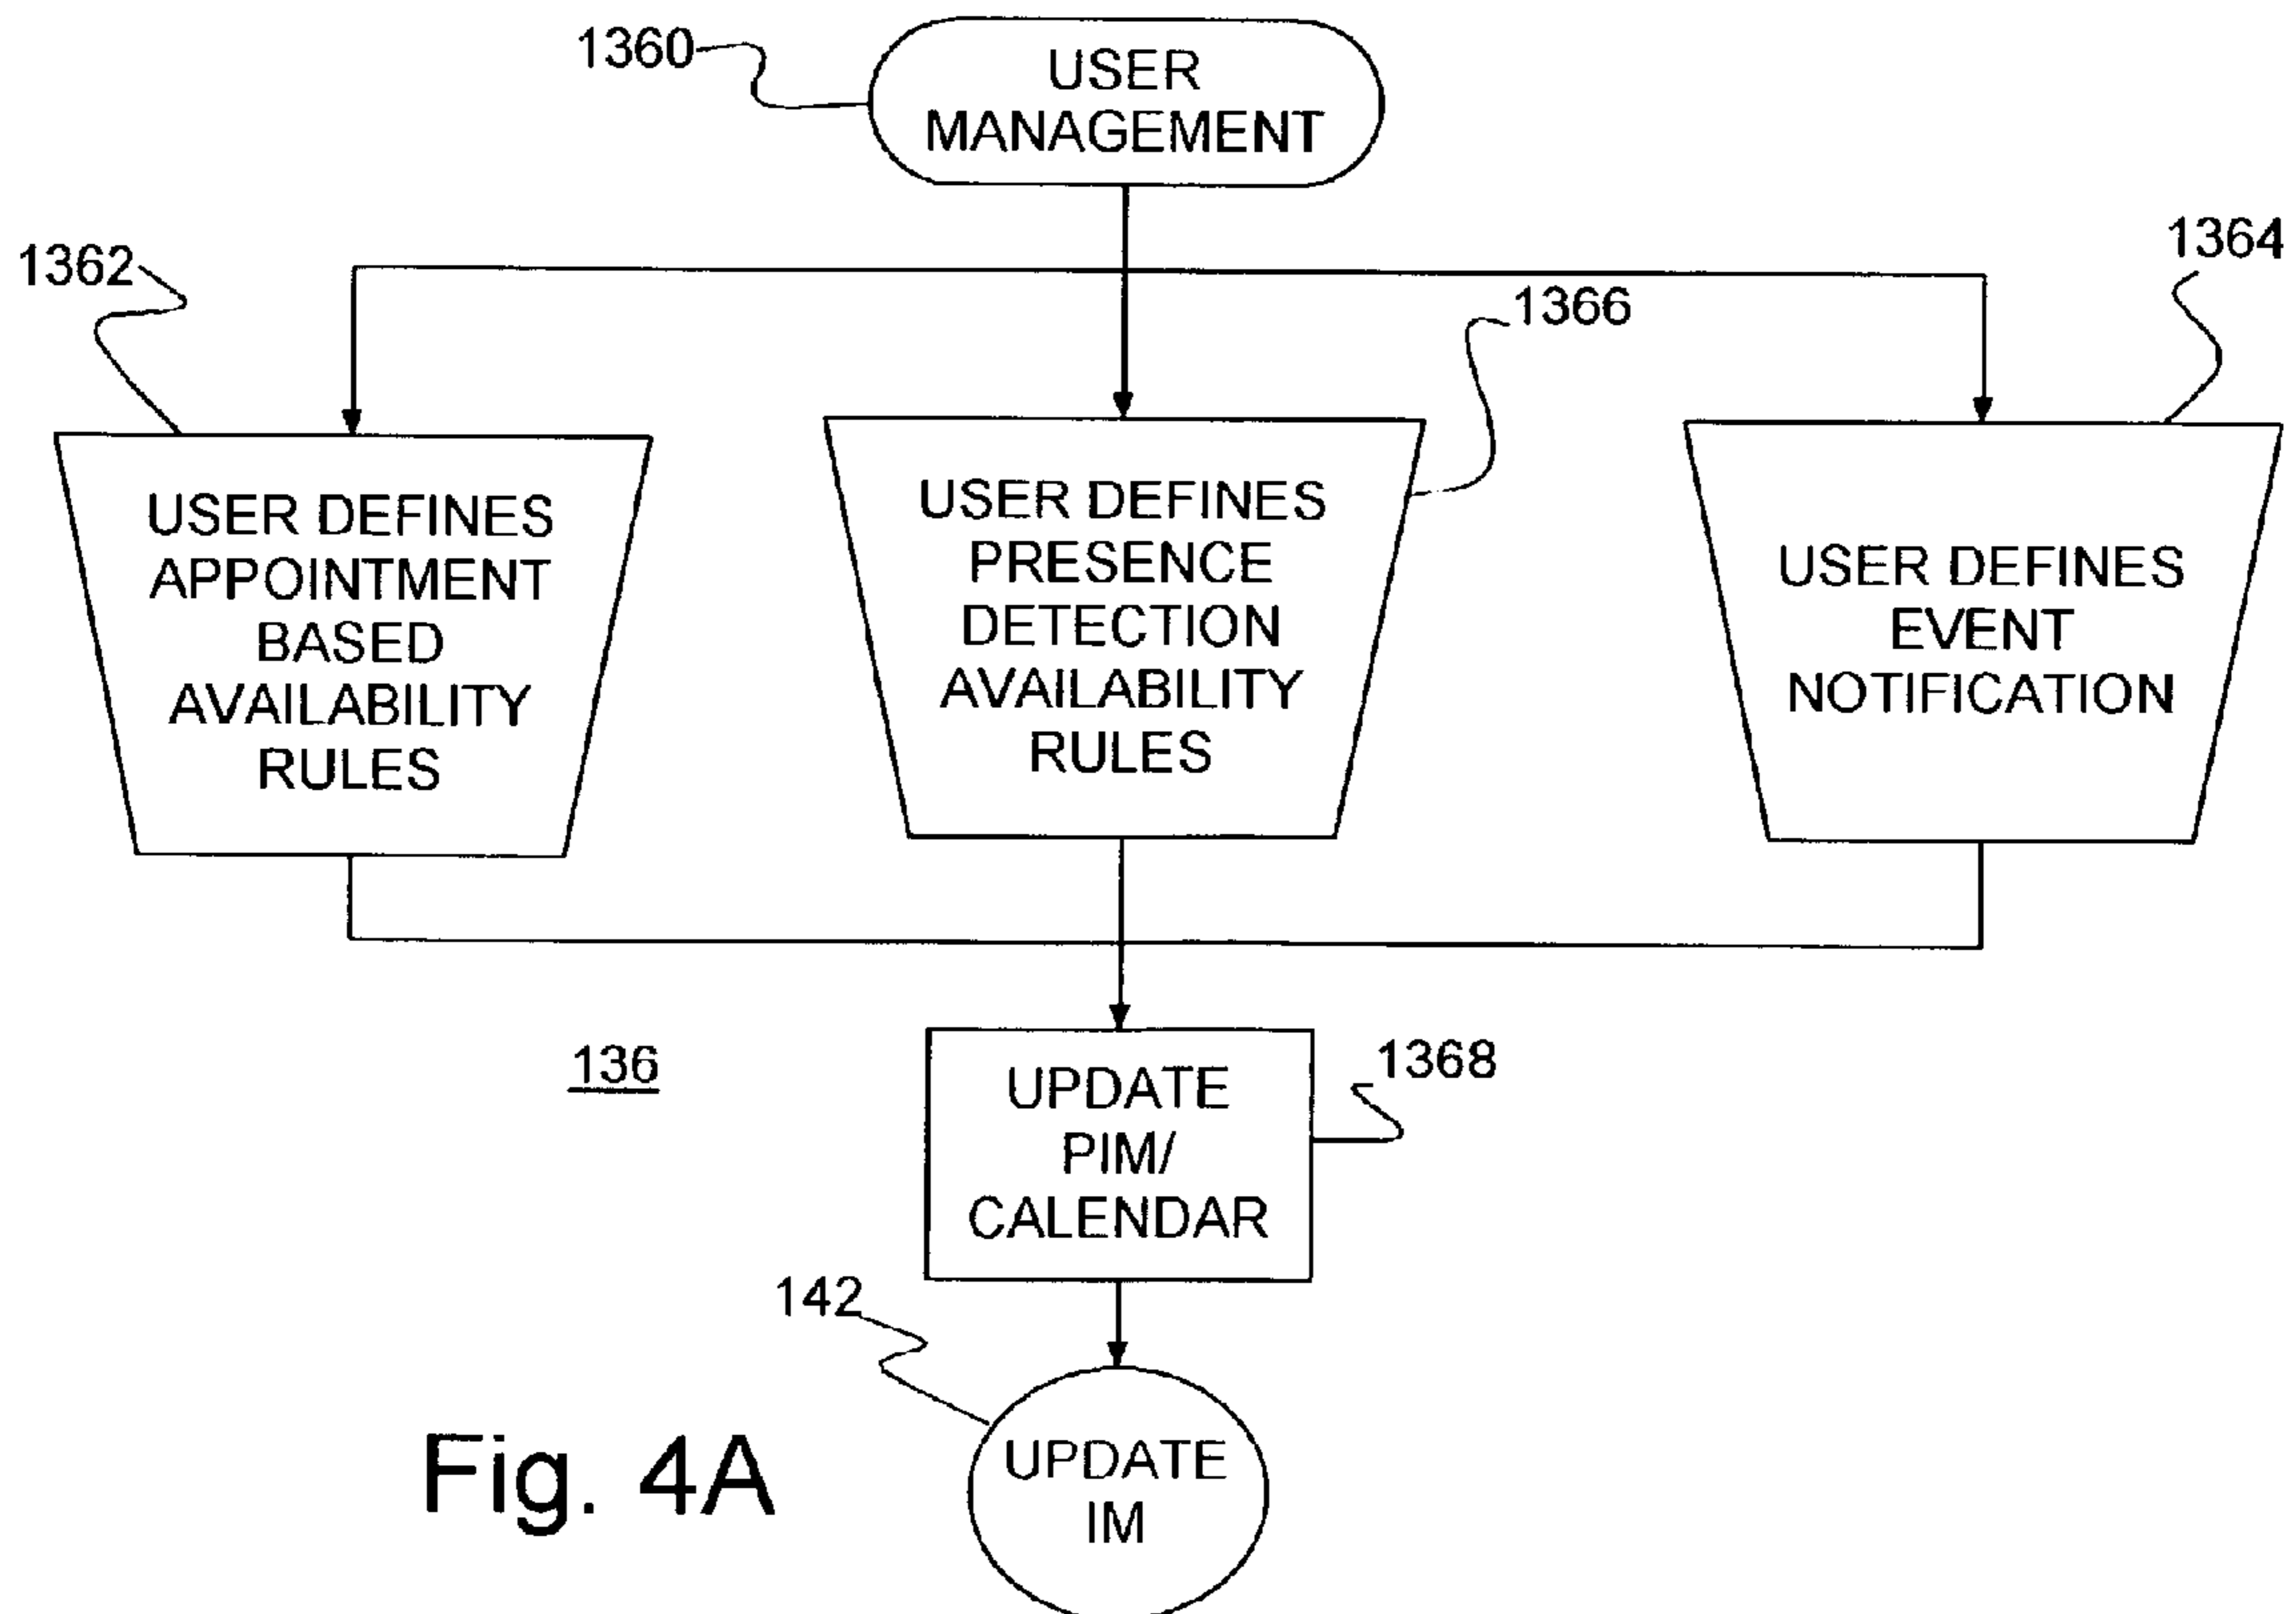 1360
USER
MANAGEMENT
1362
1364
1366
USER DEFINES
APPOINTMENT
BASED
AVAILABILITY
RULES
USER DEFINES
PRESENCE
DETECTION
AVAILABILITY
RULES
USER DEFINES
EVENT
NOTIFICATION
136
1368
UPDATE
PIM/
CALENDAR
142
UPDATE
IM
Fig. 4A